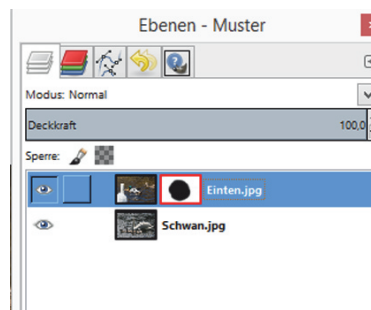 Ebenen - Muster
Modus: Normal
Deckkraft 100,0
Sperre:
Einten.jpg
Schwan.jpg